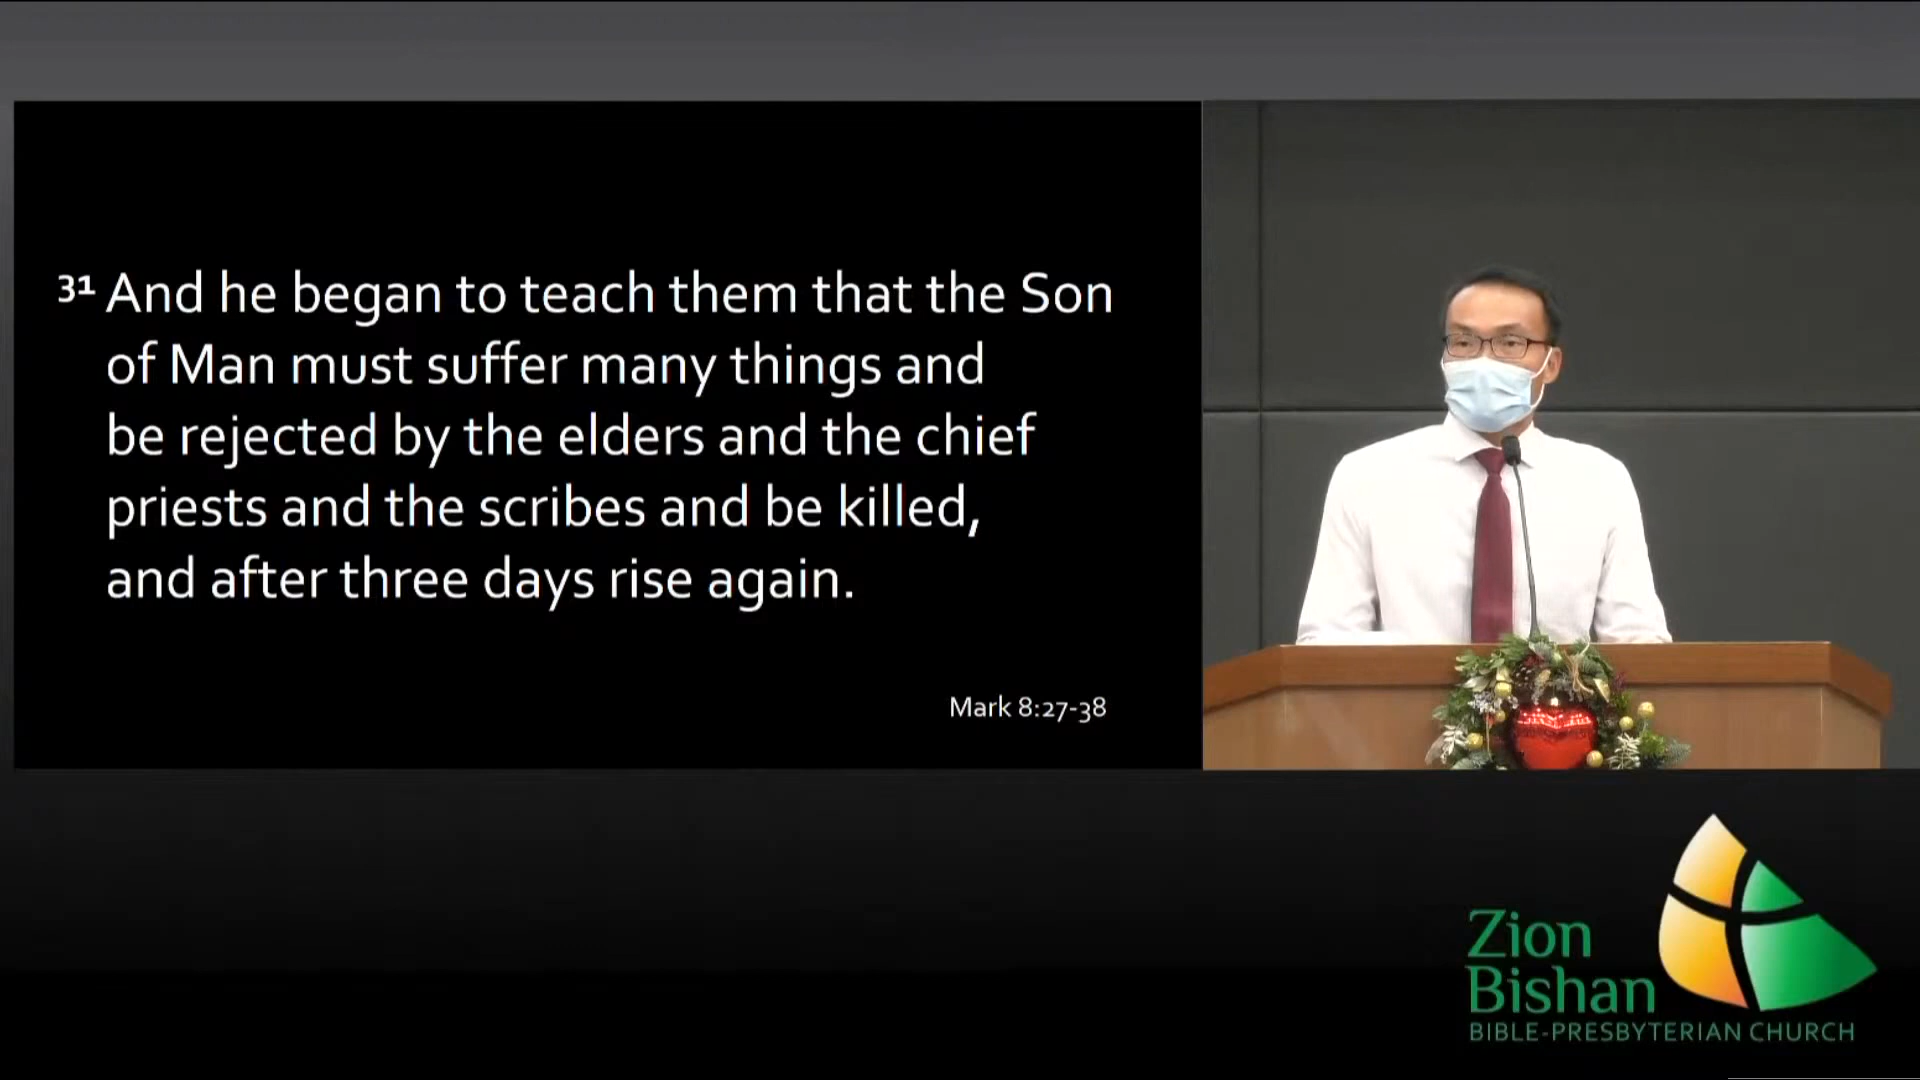 31 And he began to teach them that the Son
of Man must suffer many things and
be rejected by the elders and the chief
priests and the scribes and be killed,
and after three days rise again.
Mark 8:27-38
Zion
Bishan
BIBLE-PRESBYTERIAN CHURCH